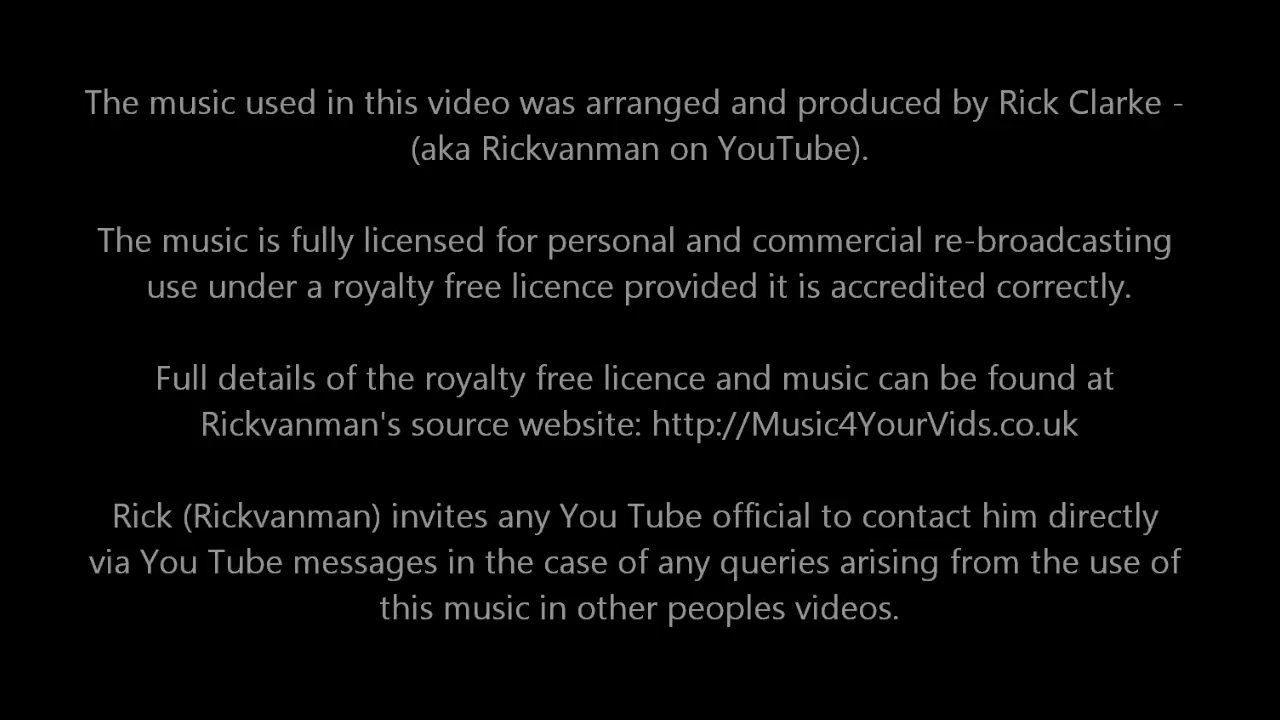 The music used in this video was arranged and produced by Rick Clarke -
(aka Rickvanman on YouTube).
The music is fully licensed for personal and commercial re-broadcasting
use under a royalty free licence provided it is accredited correctly.
Full details of the royalty free licence and music can be found at
Rickvanman's source website: http://Music4YourVids.co.uk
Rick (Rickvanman) invites any You Tube official to contact him directly
via You Tube messages in the case of any queries arising from the use of
this music in other peoples videos.